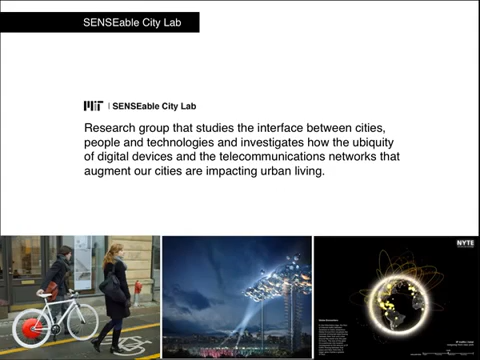 SENSEable City Lab
MIT | SENSEable City Lab
Research group that studies the interface between cities,
people and technologies and investigates how the ubiquity
of digital devices and the telecommunications networks that
augment our cities are impacting urban living.
NYTE